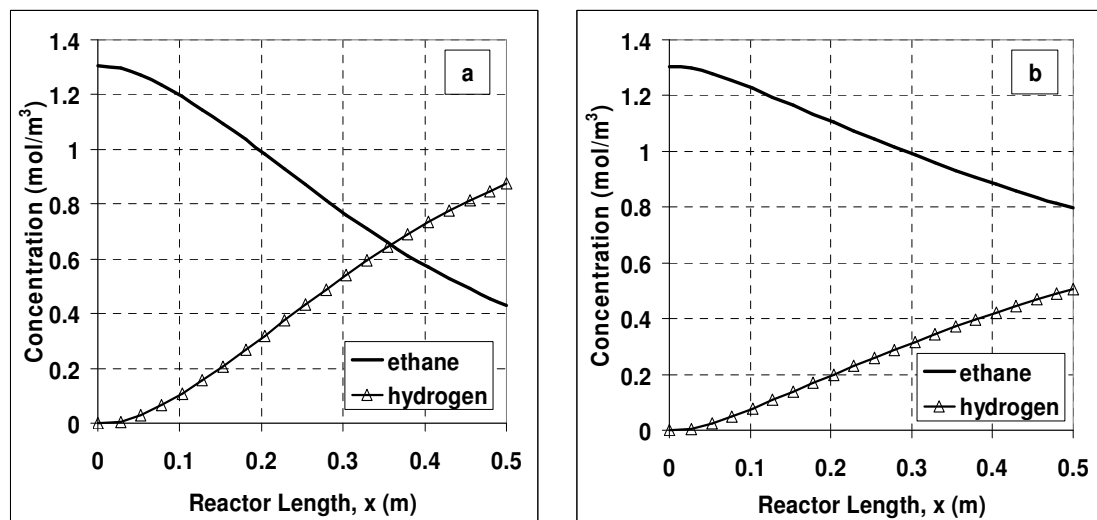 1.4
1.2
1
0.8
0.6
0.4
0.2
0
Concentration (mol/m³)
a
ethane
hydrogen
0 0.1 0.2 0.3 0.4 0.5
Reactor Length, x (m)
1.4
1.2
1
0.8
0.6
0.4
0.2
0
Concentration (mol/m³)
b
ethane
hydrogen
0 0.1 0.2 0.3 0.4 0.5
Reactor Length, x (m)